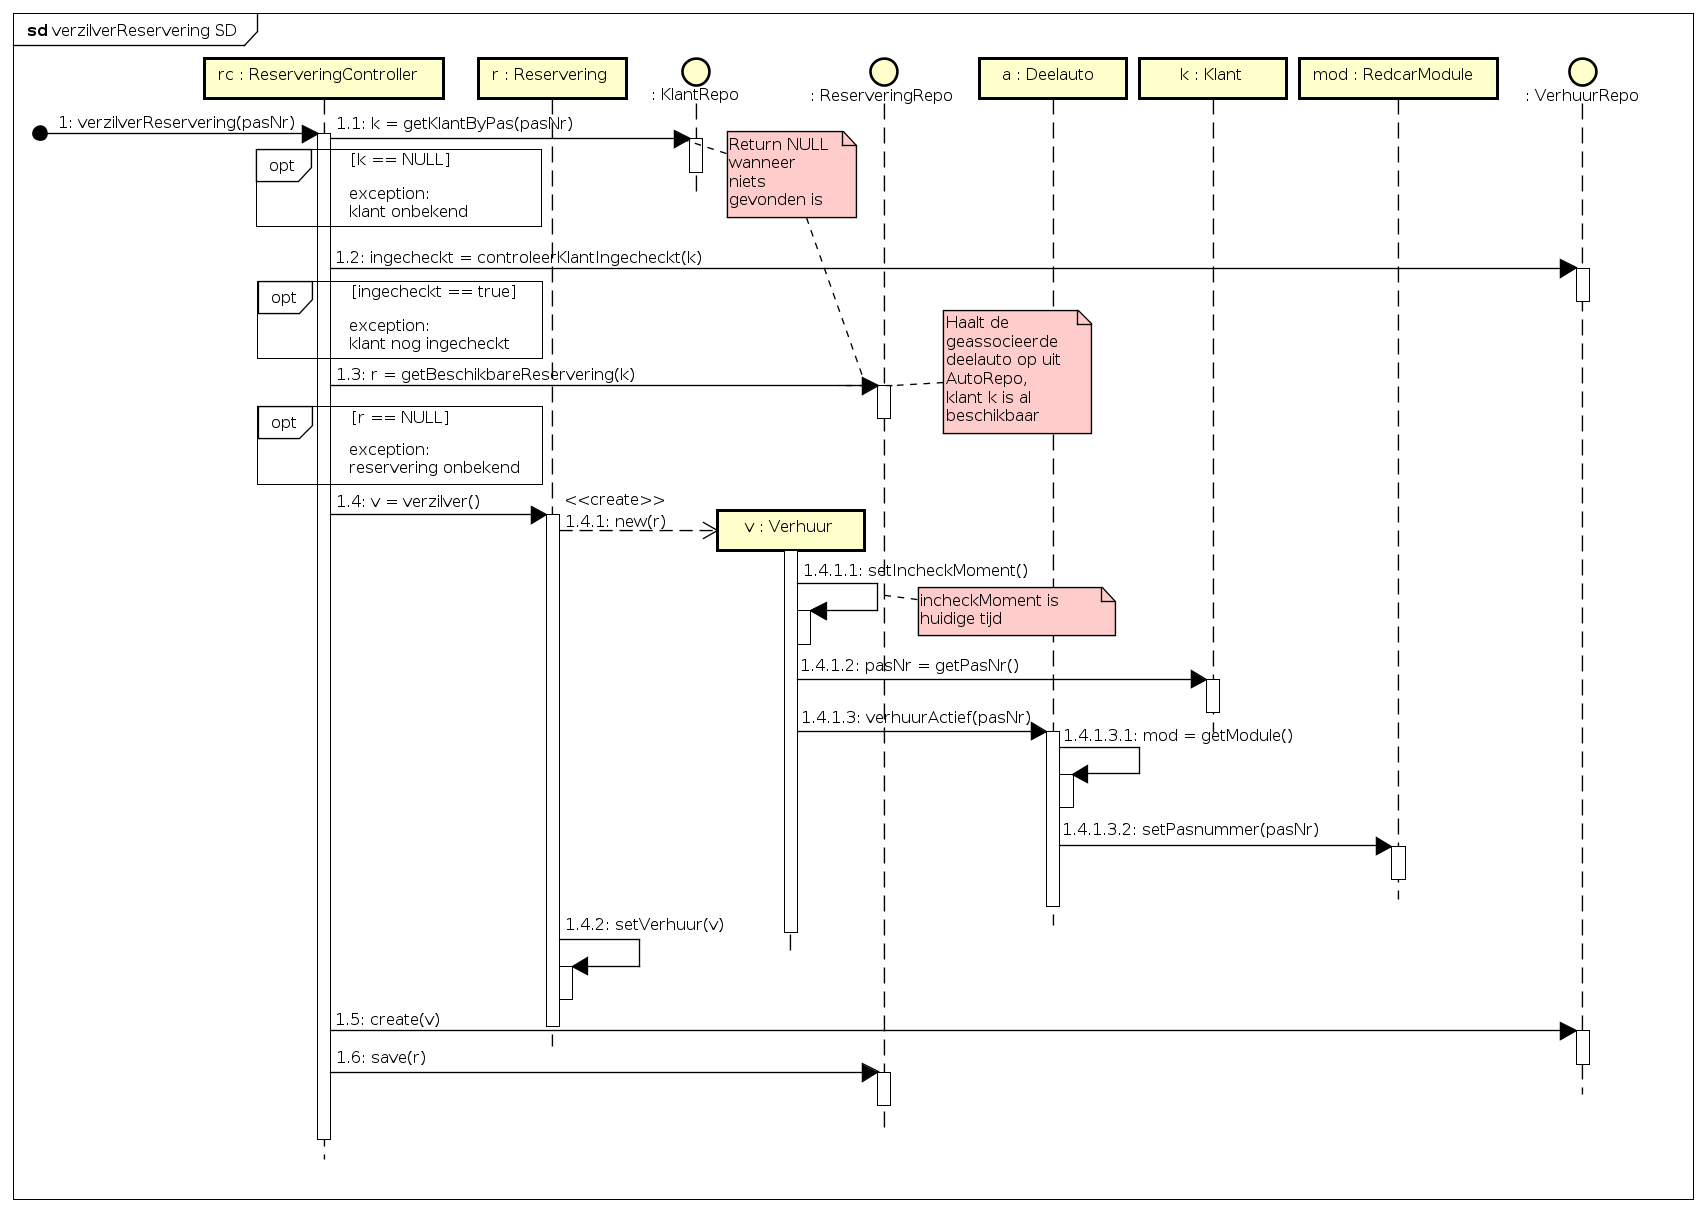 sd verzilverReservering SD
rc : ReserveringController
r : Reservering
: KlantRepo
: ReserveringRepo
a : Deelauto
k : Klant
mod : RedcarModule
: VerhuurRepo
1: verzilverReservering(pasNr)
1.1: k = getKlantByPas(pasNr)
Return NULL
wanneer
niets
gevonden is
opt
[k == NULL]
exception:
klant onbekend
1.2: ingecheckt = controleerKlantIngecheckt(k)
opt
[ingecheckt == true]
exception:
klant nog ingecheckt
Haalt de
geassocieerde
deelauto op uit
AutoRepo,
klant k is al
beschikbaar
1.3: r = getBeschikbareReservering(k)
opt
[r == NULL]
exception:
reservering onbekend
1.4: v = verzilver()
<<create>>
1.4.1: new(r)
v : Verhuur
1.4.1.1: setIncheckMoment()
incheckMoment is
huidige tijd
1.4.1.2: pasNr = getPasNr()
1.4.1.3: verhuurActief(pasNr)
1.4.1.3.1: mod = getModule()
1.4.1.3.2: setPasnummer(pasNr)
1.4.2: setVerhuur(v)
1.5: create(v)
1.6: save(r)